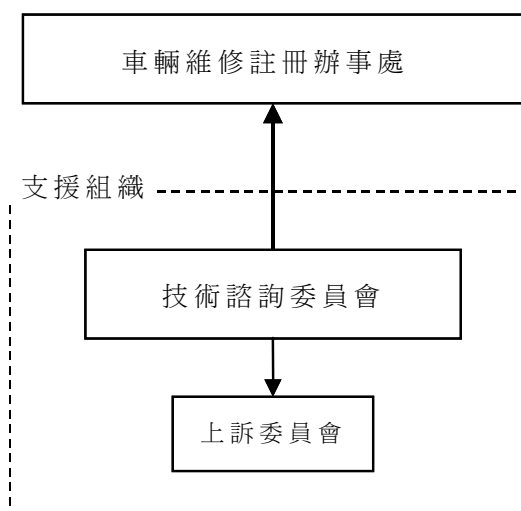 車輛維修註冊辦事處
支援組織
技術諮詢委員會
上訴委員會